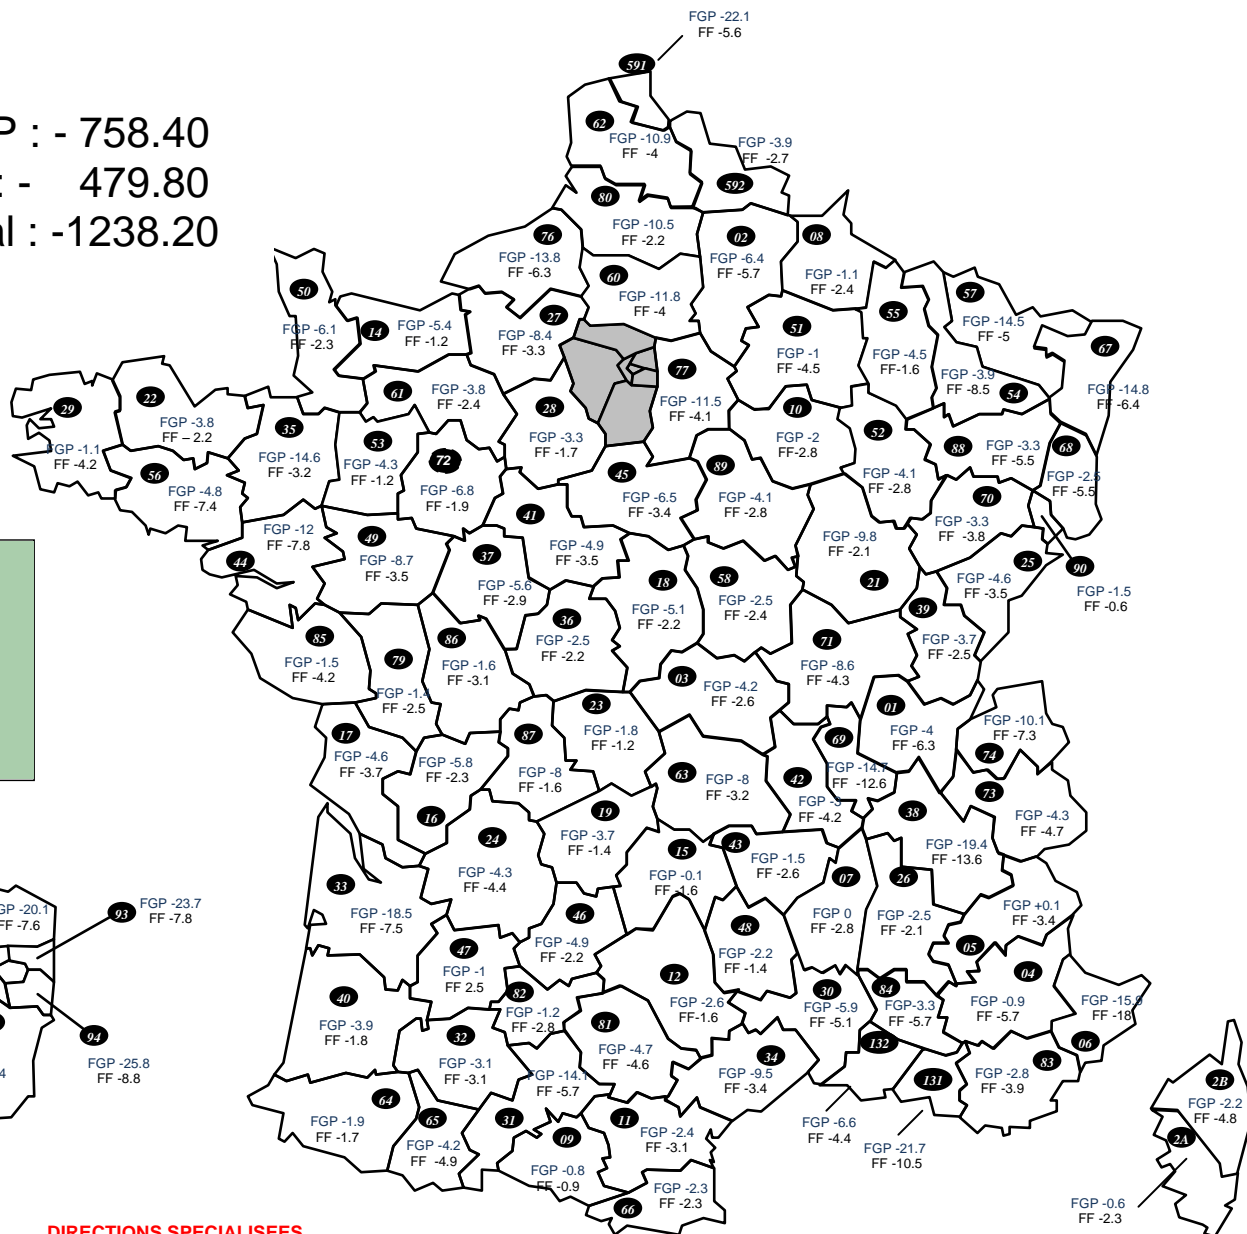 FGP -22.1
FF -5.6
591
P : - 758.40
: - 479.80
al : -1238.20
62
FGP -10.9
FF -4
FGP -3.9
FF -2.7
592
80
FGP -10.5
FF -2.2
76
FGP -13.8
FF -6.3
02
FGP -6.4
FF -5.7
08
FGP -1.1
FF -2.4
60
FGP -11.8
FF -4
50
FGP -6.1
FF -2.3
14
FGP -5.4
FF -1.2
27
FGP -8.4
FF -3.3
51
FGP -1
FF -4.5
55
FGP -4.5
FF -1.6
57
FGP -14.5
FF -5
67
FGP -14.8
FF -6.4
77
FGP -11.5
FF -4.1
FGP -3.9
FF -8.5
54
61
FGP -3.8
FF -2.4
29
FGP -1.1
FF -4.2
22
FGP -3.8
FF – 2.2
35
FGP -14.6
FF -3.2
53
FGP -4.3
FF -1.2
72
FGP -6.8
FF -1.9
28
FGP -3.3
FF -1.7
10
FGP -2
FF-2.8
52
FGP -4.1
FF -2.8
88
FGP -3.3
FF -5.5
68
FGP -2.5
FF -5.5
56
FGP -4.8
FF -7.4
45
FGP -6.5
FF -3.4
89
FGP -4.1
FF -2.8
70
FGP -3.3
FF -3.8
41
FGP -4.9
FF -3.5
44
FGP -12
FF -7.8
49
FGP -8.7
FF -3.5
37
FGP -5.6
FF -2.9
18
FGP -5.1
FF -2.2
58
FGP -2.5
FF -2.4
FGP -9.8
FF -2.1
21
25
FGP -4.6
FF -3.5
90
FGP -1.5
FF -0.6
39
FGP -3.7
FF -2.5
36
FGP -2.5
FF -2.2
85
FGP -1.5
FF -4.2
79
FGP -1.4
FF -2.5
86
FGP -1.6
FF -3.1
71
FGP -8.6
FF -4.3
03
FGP -4.2
FF -2.6
23
FGP -1.8
FF -1.2
01
FGP -4
FF -6.3
FGP -10.1
FF -7.3
74
17
FGP -4.6
FF -3.7
FGP -5.8
FF -2.3
16
87
FGP -8
FF -1.6
63
FGP -8
FF -3.2
42
FF -4.2
69
FGP -14.7
FF -12.6
73
FGP -4.3
FF -4.7
38
FGP -19.4
FF -13.6
19
FGP -3.7
FF -1.4
24
FGP -4.3
FF -4.4
15
FGP -0.1
FF -1.6
43
FGP -1.5
FF -2.6
07
FGP 0
FF -2.8
26
FGP -2.5
FF -2.1
FGP +0.1
FF -3.4
05
33
FGP -18.5
FF -7.5
P -20.1
F -7.6
93
FGP -23.7
FF -7.8
46
FGP -4.9
FF -2.2
48
FGP -2.2
FF -1.4
47
FGP -1
FF 2.5
12
FGP -2.6
FF-1.6
04
FGP -0.9
FF -5.7
40
FGP -3.9
FF -1.8
82
FGP -1.2
FF -2.8
30
FGP -5.9
FF -5.1
84
FGP-3.3
FF -5.7
FGP -15.9
FF -18
06
94
FGP -25.8
FF -8.8
32
FGP -3.1
FF -3.1
81
FGP -4.7
FF -4.6
34
FGP -9.5
FF -3.4
132
131
83
FGP -2.8
FF -3.9
FGP -14.1
FF -5.7
31
64
FGP -1.9
FF -1.7
65
FGP -4.2
FF -4.9
11
FGP -2.4
FF -3.1
09
FGP -0.8
FF -0.9
FGP -6.6
FF -4.4
FGP -21.7
FF -10.5
2B
FGP -2.2
FF -4.8
2A
FGP -0.6
FF -2.3
66
FGP -2.3
FF -2.3
4
DIRECTIONS SPECIALISEES